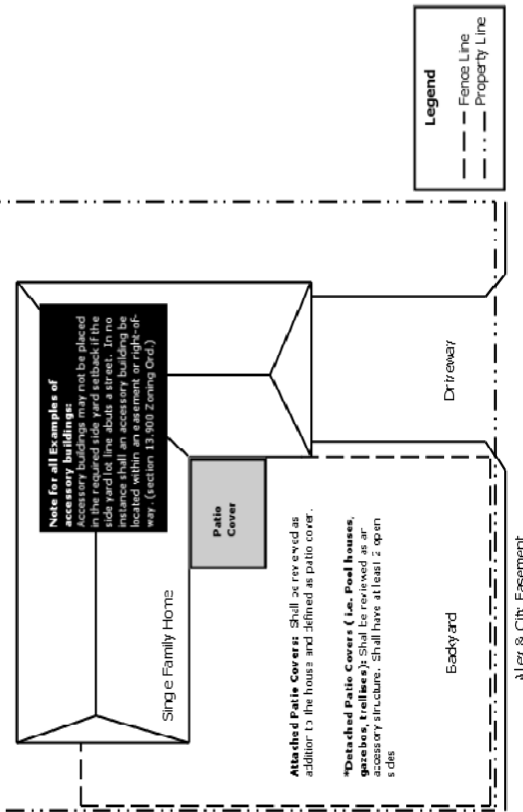 Note for all Examples of
accessory buildings:
Accessory buildings may not be placed
in the required side yard setback if the
side yard lot line abuts a street. In no
instance shall an accessory building be
located within an easement or right-of-
way. (section 13.900 Zoning Ord.)
Single Family Home
Patio
Cover
Attached Patio Covers: Shall be reviewed as
addition to the house and defined as patio cover.
*Detached Patio Covers (i.e. Pool houses,
gazebos, trellises): Shall be reviewed as an
accessory structure. Shall have at least 2 open
sides
Backyard
Driveway
Alley & City Easement
Legend
Fence Line
Property Line